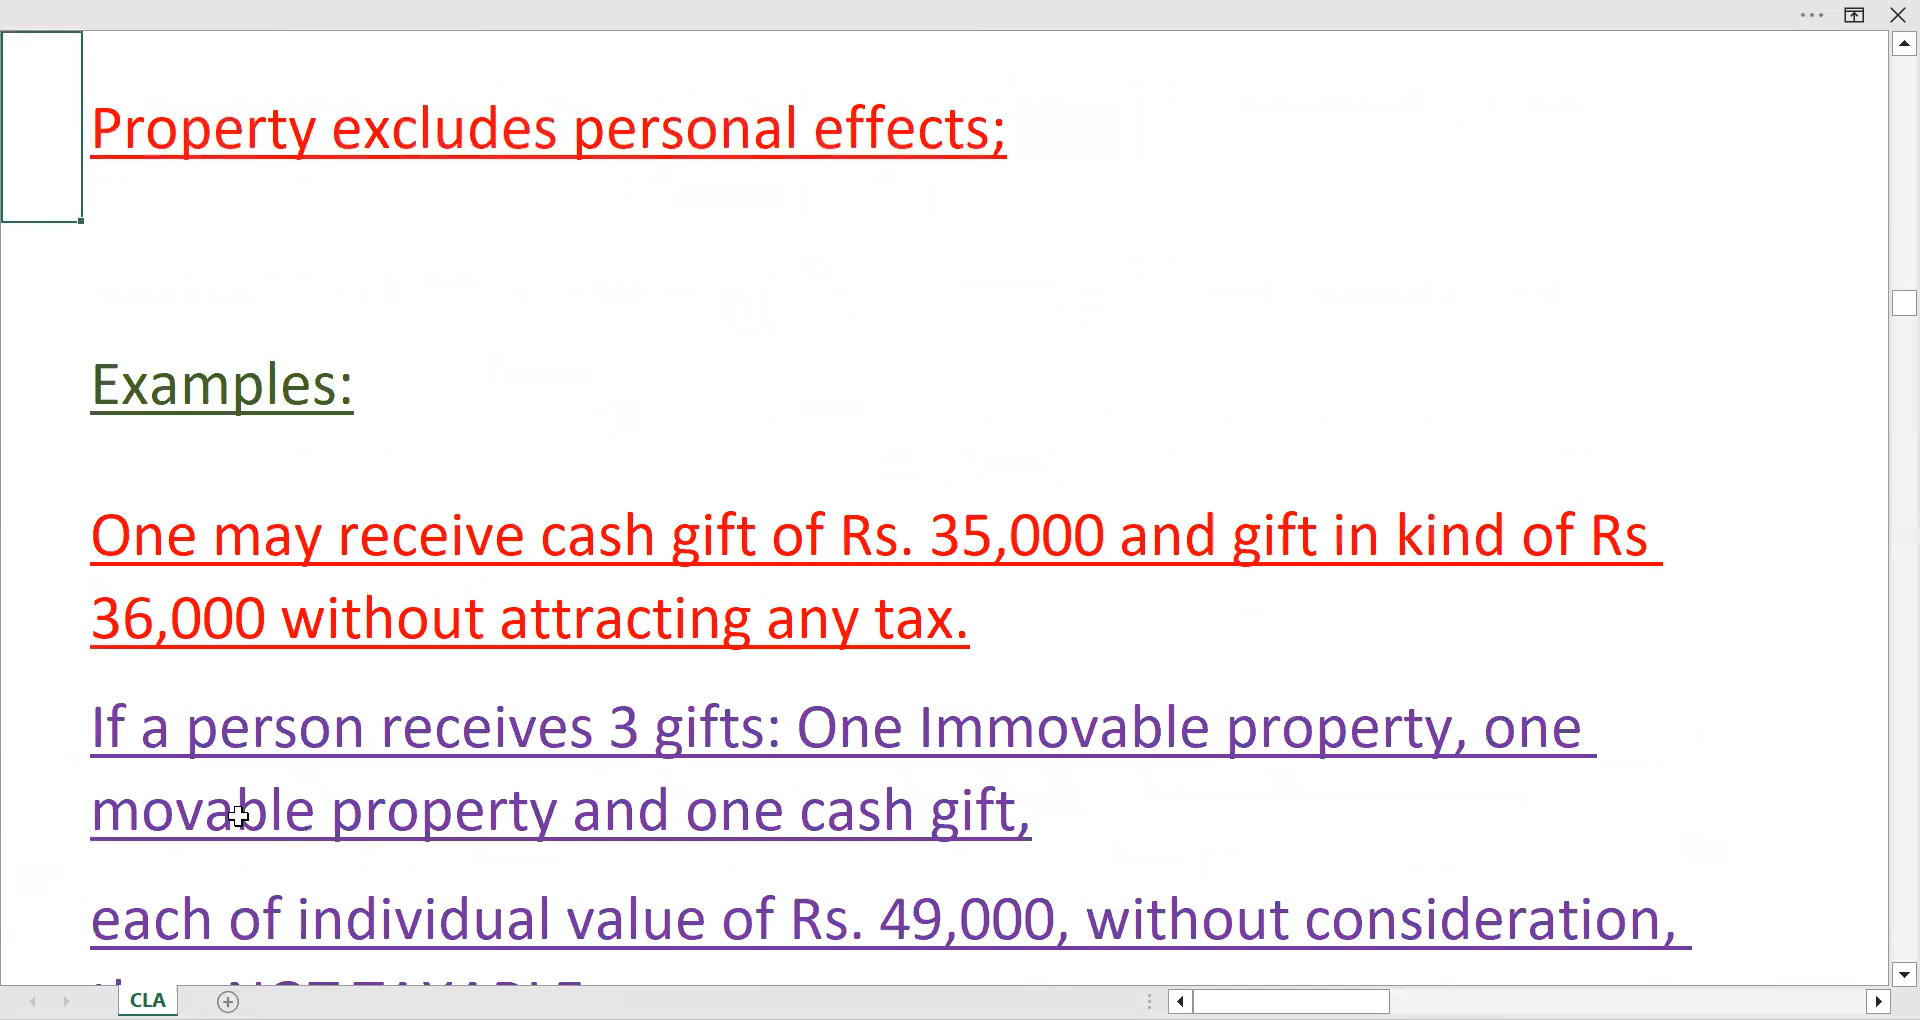 Property excludes personal effects;
Examples:
One may receive cash gift of Rs. 35,000 and gift in kind of Rs
36,000 without attracting any tax.
If a person receives 3 gifts: One Immovable property, one
movable property and one cash gift,
each of individual value of Rs. 49,000, without consideration,
NOT TAXABLE
CLA